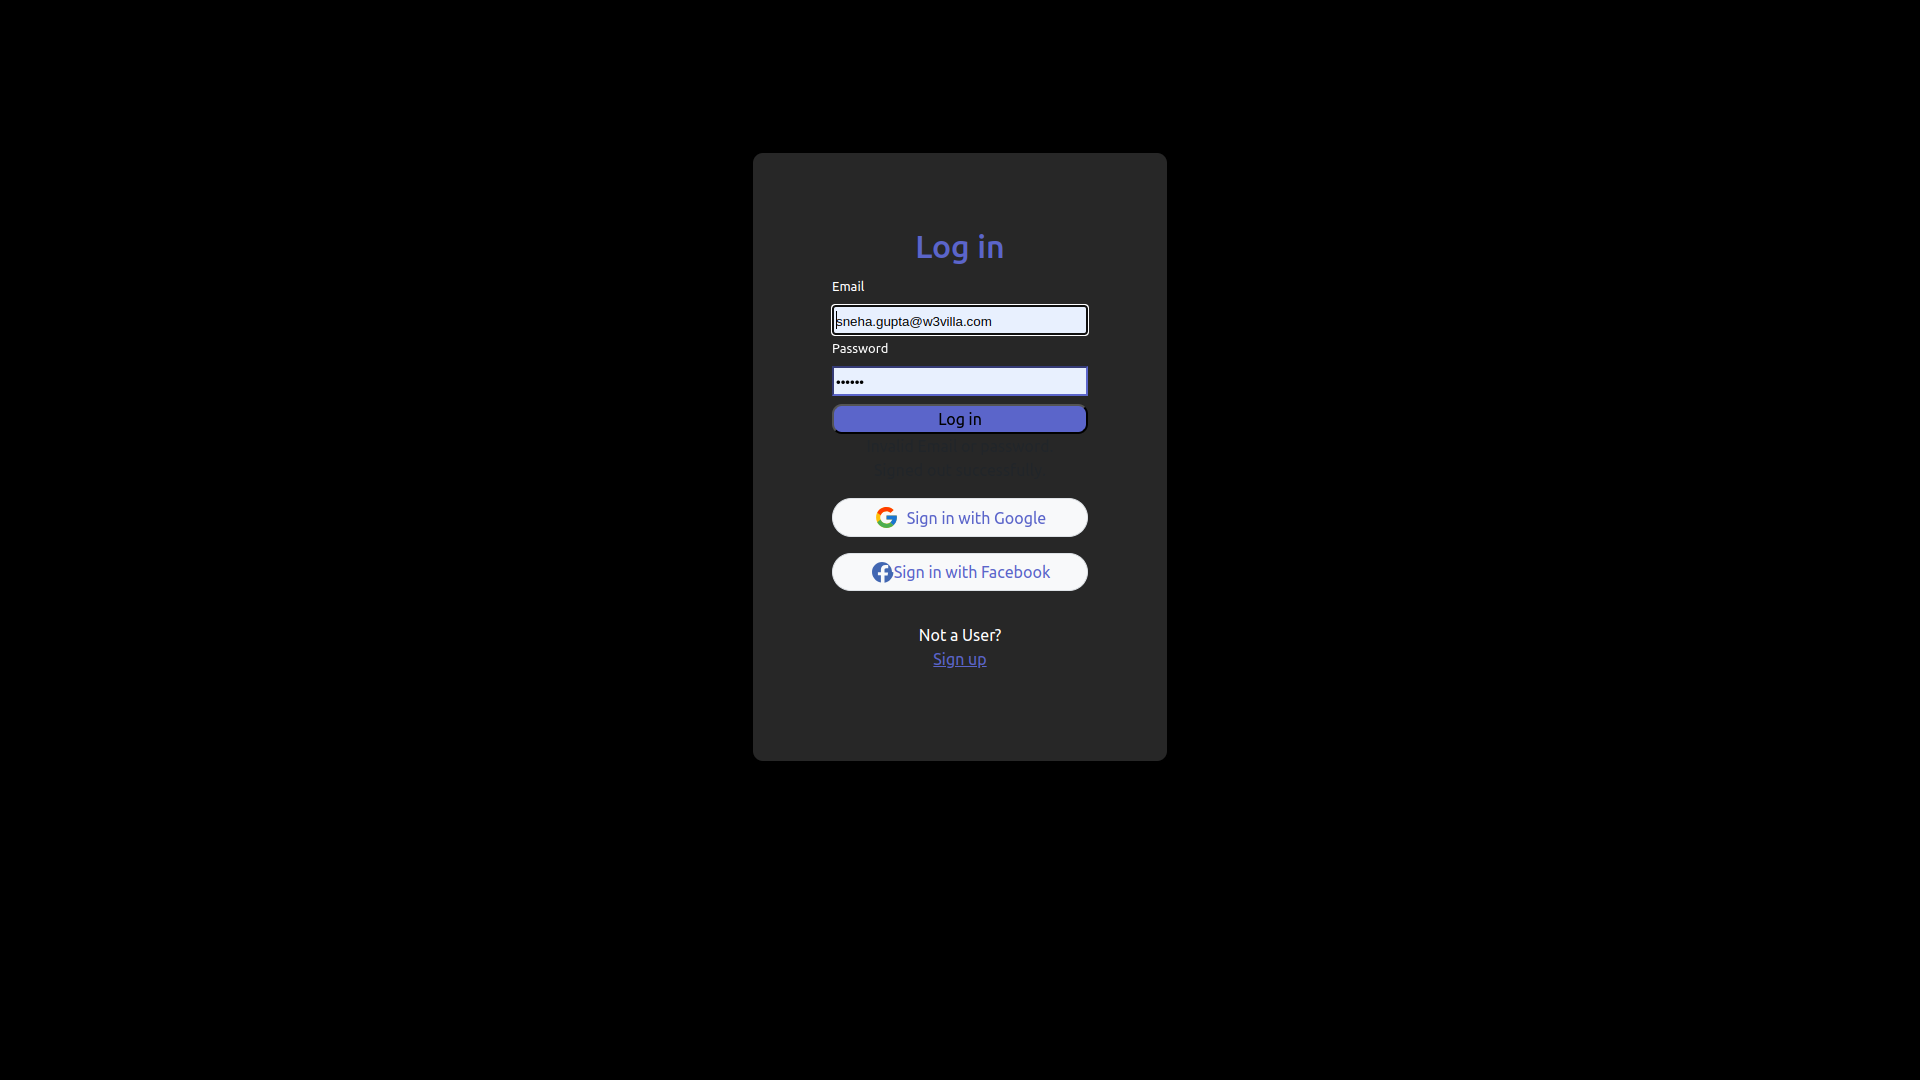 Log in
Email
sneha.gupta@w3villa.com
Password
••••••
Log in
Sign in with Google
Sign in with Facebook
Not a User?
Sign up